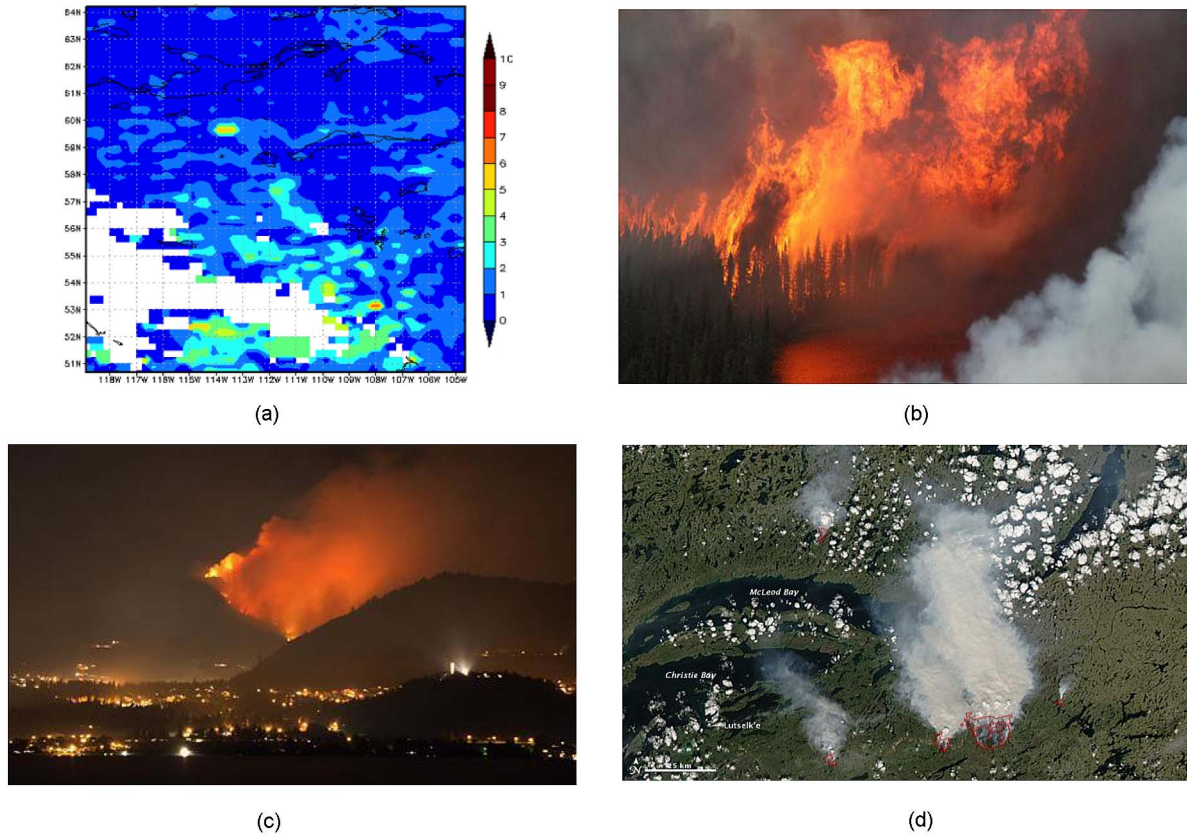 64N
63N
62N
61N
60N
59N
58N
57N
56N
55N
54N
53N
52N
51N
118W 117W 116W 115W 114W 113W 112W 111W 110W 109W 108W 107W 106W 105W
10
9
8
7
6
5
4
3
2
1
0
(a)
(b)
(c)
McLeod Bay
Christie Bay
Lutselk'e
N
25 km
(d)